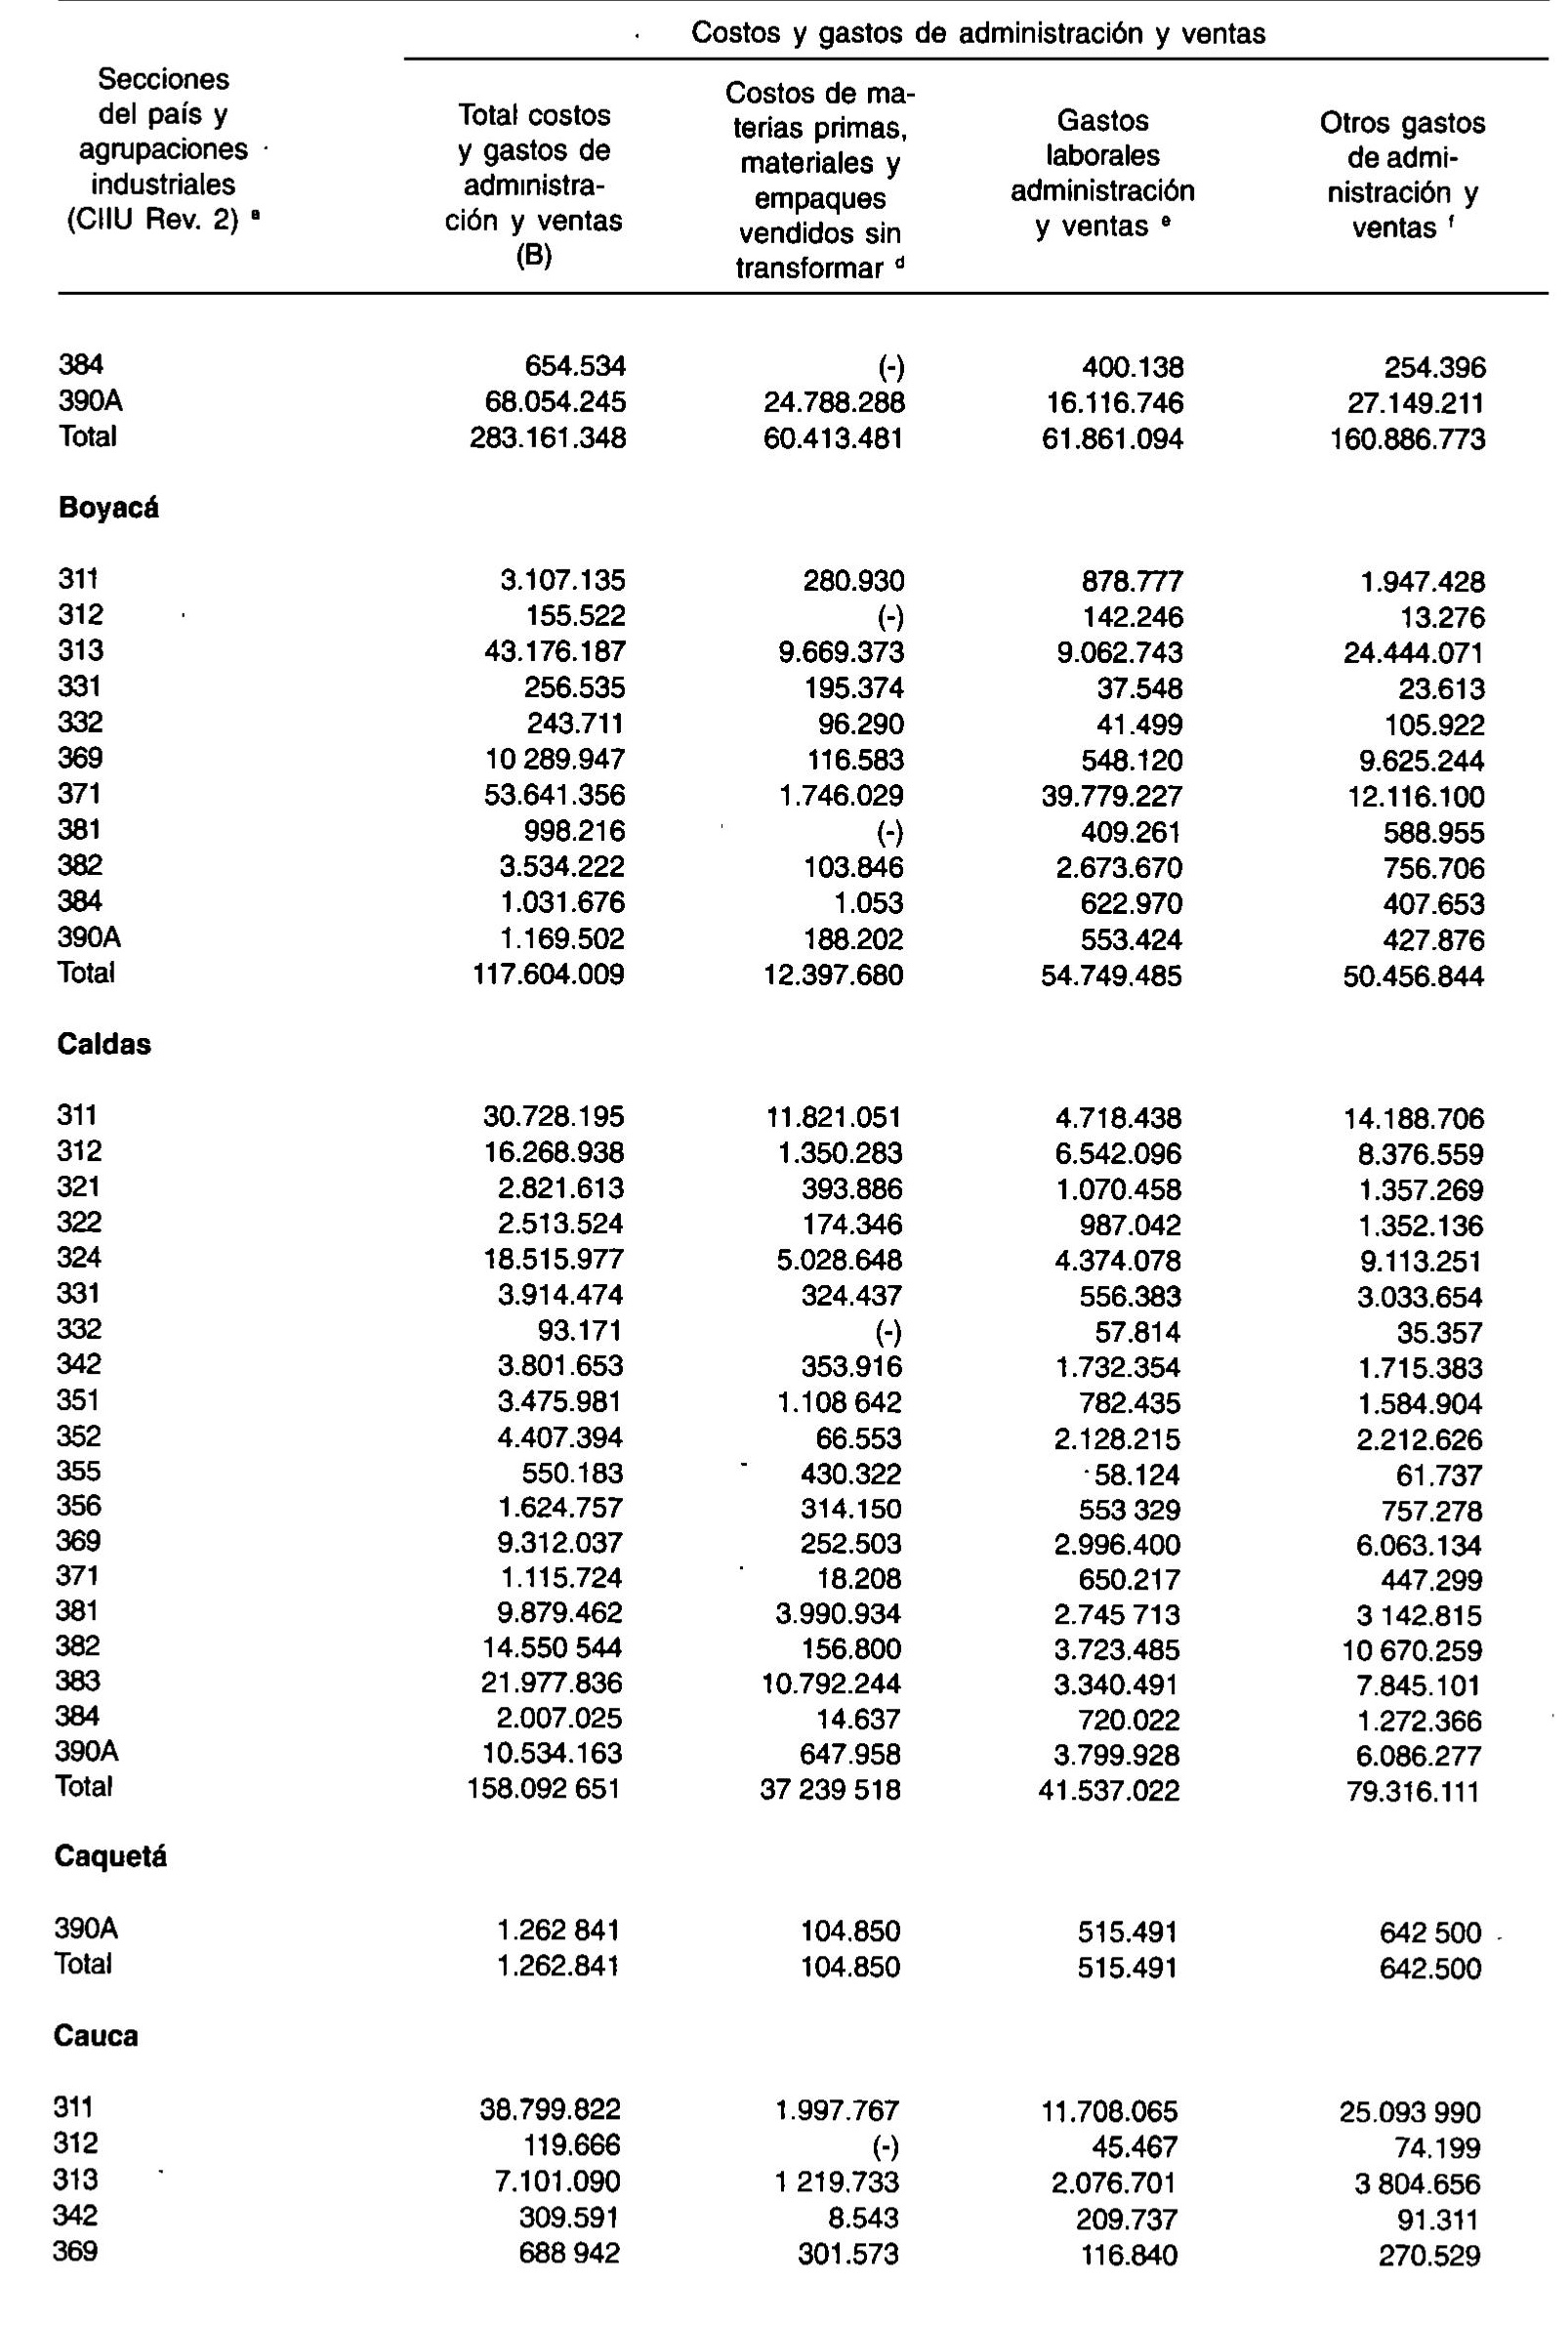 Costos y gastos de administración y ventas
Secciones
del país y
agrupaciones
industriales
(CIIU Rev. 2) a
Total costos
y gastos de
administra-
ción y ventas
(B)
Costos de ma-
terias primas,
materiales y
empaques
vendidos sin
transformar d
Gastos
laborales
administración
y ventas e
Otros gastos
de admi-
nistración y
ventas f
384 654.534 (-) 400.138 254.396
390A 68.054.245 24.788.288 16.116.746 27.149.211
Total 283.161.348 60.413.481 61.861.094 160.886.773
Boyacá
311 3.107.135 280.930 878.777 1.947.428
312 155.522 (-) 142.246 13.276
313 43.176.187 9.669.373 9.062.743 24.444.071
331 256.535 195.374 37.548 23.613
332 243.711 96.290 41.499 105.922
369 10 289.947 116.583 548.120 9.625.244
371 53.641.356 1.746.029 39.779.227 12.116.100
381 998.216 (-) 409.261 588.955
382 3.534.222 103.846 2.673.670 756.706
384 1.031.676 1.053 622.970 407.653
390A 1.169.502 188.202 553.424 427.876
Total 117.604.009 12.397.680 54.749.485 50.456.844
Caldas
311 30.728.195 11.821.051 4.718.438 14.188.706
312 16.268.938 1.350.283 6.542.096 8.376.559
321 2.821.613 393.886 1.070.458 1.357.269
322 2.513.524 174.346 987.042 1.352.136
324 18.515.977 5.028.648 4.374.078 9.113.251
331 3.914.474 324.437 556.383 3.033.654
332 93.171 (-) 57.814 35.357
342 3.801.653 353.916 1.732.354 1.715.383
351 3.475.981 1.108 642 782.435 1.584.904
352 4.407.394 66.553 2.128.215 2.212.626
355 550.183 430.322 58.124 61.737
356 1.624.757 314.150 553 329 757.278
369 9.312.037 252.503 2.996.400 6.063.134
371 1.115.724 18.208 650.217 447.299
381 9.879.462 3.990.934 2.745 713 3 142.815
382 14.550 544 156.800 3.723.485 10 670.259
383 21.977.836 10.792.244 3.340.491 7.845.101
384 2.007.025 14.637 720.022 1.272.366
390A 10.534.163 647.958 3.799.928 6.086.277
Total 158.092 651 37 239 518 41.537.022 79.316.111
Caquetá
390A 1.262 841 104.850 515.491 642 500
Total 1.262.841 104.850 515.491 642.500
Cauca
311 38.799.822 1.997.767 11.708.065 25.093 990
312 119.666 (-) 45.467 74.199
313 7.101.090 1 219.733 2.076.701 3 804.656
342 309.591 8.543 209.737 91.311
369 688 942 301.573 116.840 270.529